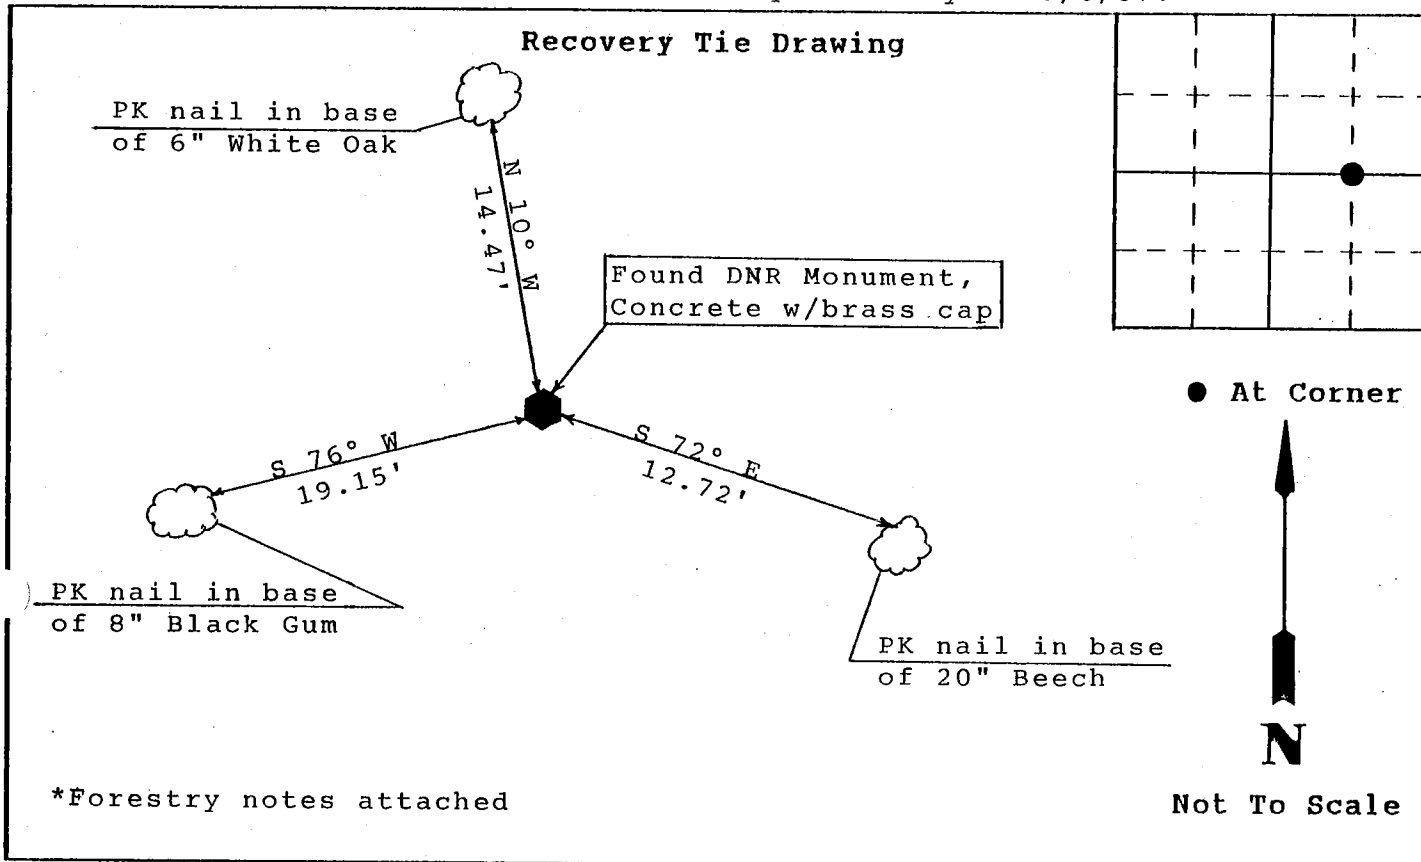 Recovery Tie Drawing
PK nail in base
of 6" White Oak
N 10° W
14.47'
Found DNR Monument,
Concrete w/brass cap
● At Corner
S 76° W
19.15'
S 72° E
12.72'
PK nail in base
of 8" Black Gum
PK nail in base
of 20" Beech
N
*Forestry notes attached
Not To Scale